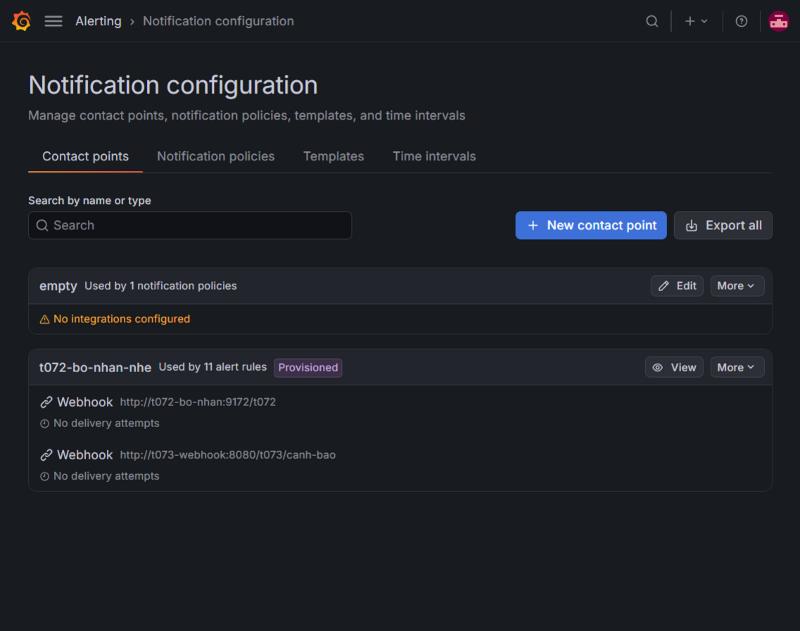 Alerting › Notification configuration
Notification configuration
Manage contact points, notification policies, templates, and time intervals
Contact points Notification policies Templates Time intervals
Search by name or type
Search
New contact point Export all
empty Used by 1 notification policies Edit More
No integrations configured
t072-bo-nhan-nhe Used by 11 alert rules Provisioned View More
Webhook http://t072-bo-nhan:9172/t072
No delivery attempts
Webhook http://t073-webhook:8080/t073/canh-bao
No delivery attempts